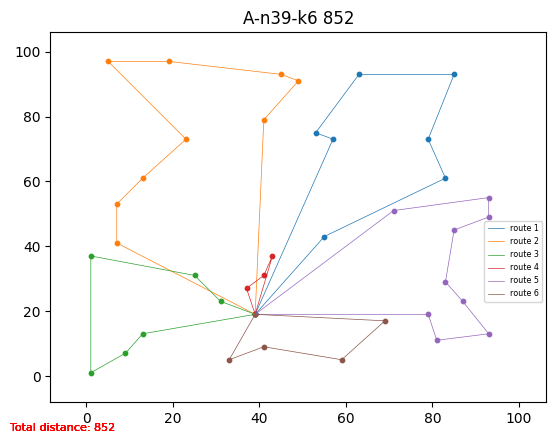 A-n39-k6 852
100
80
60
40
20
0
route 1
route 2
route 3
route 4
route 5
route 6
0 20 40 60 80 100
Total distance: 852